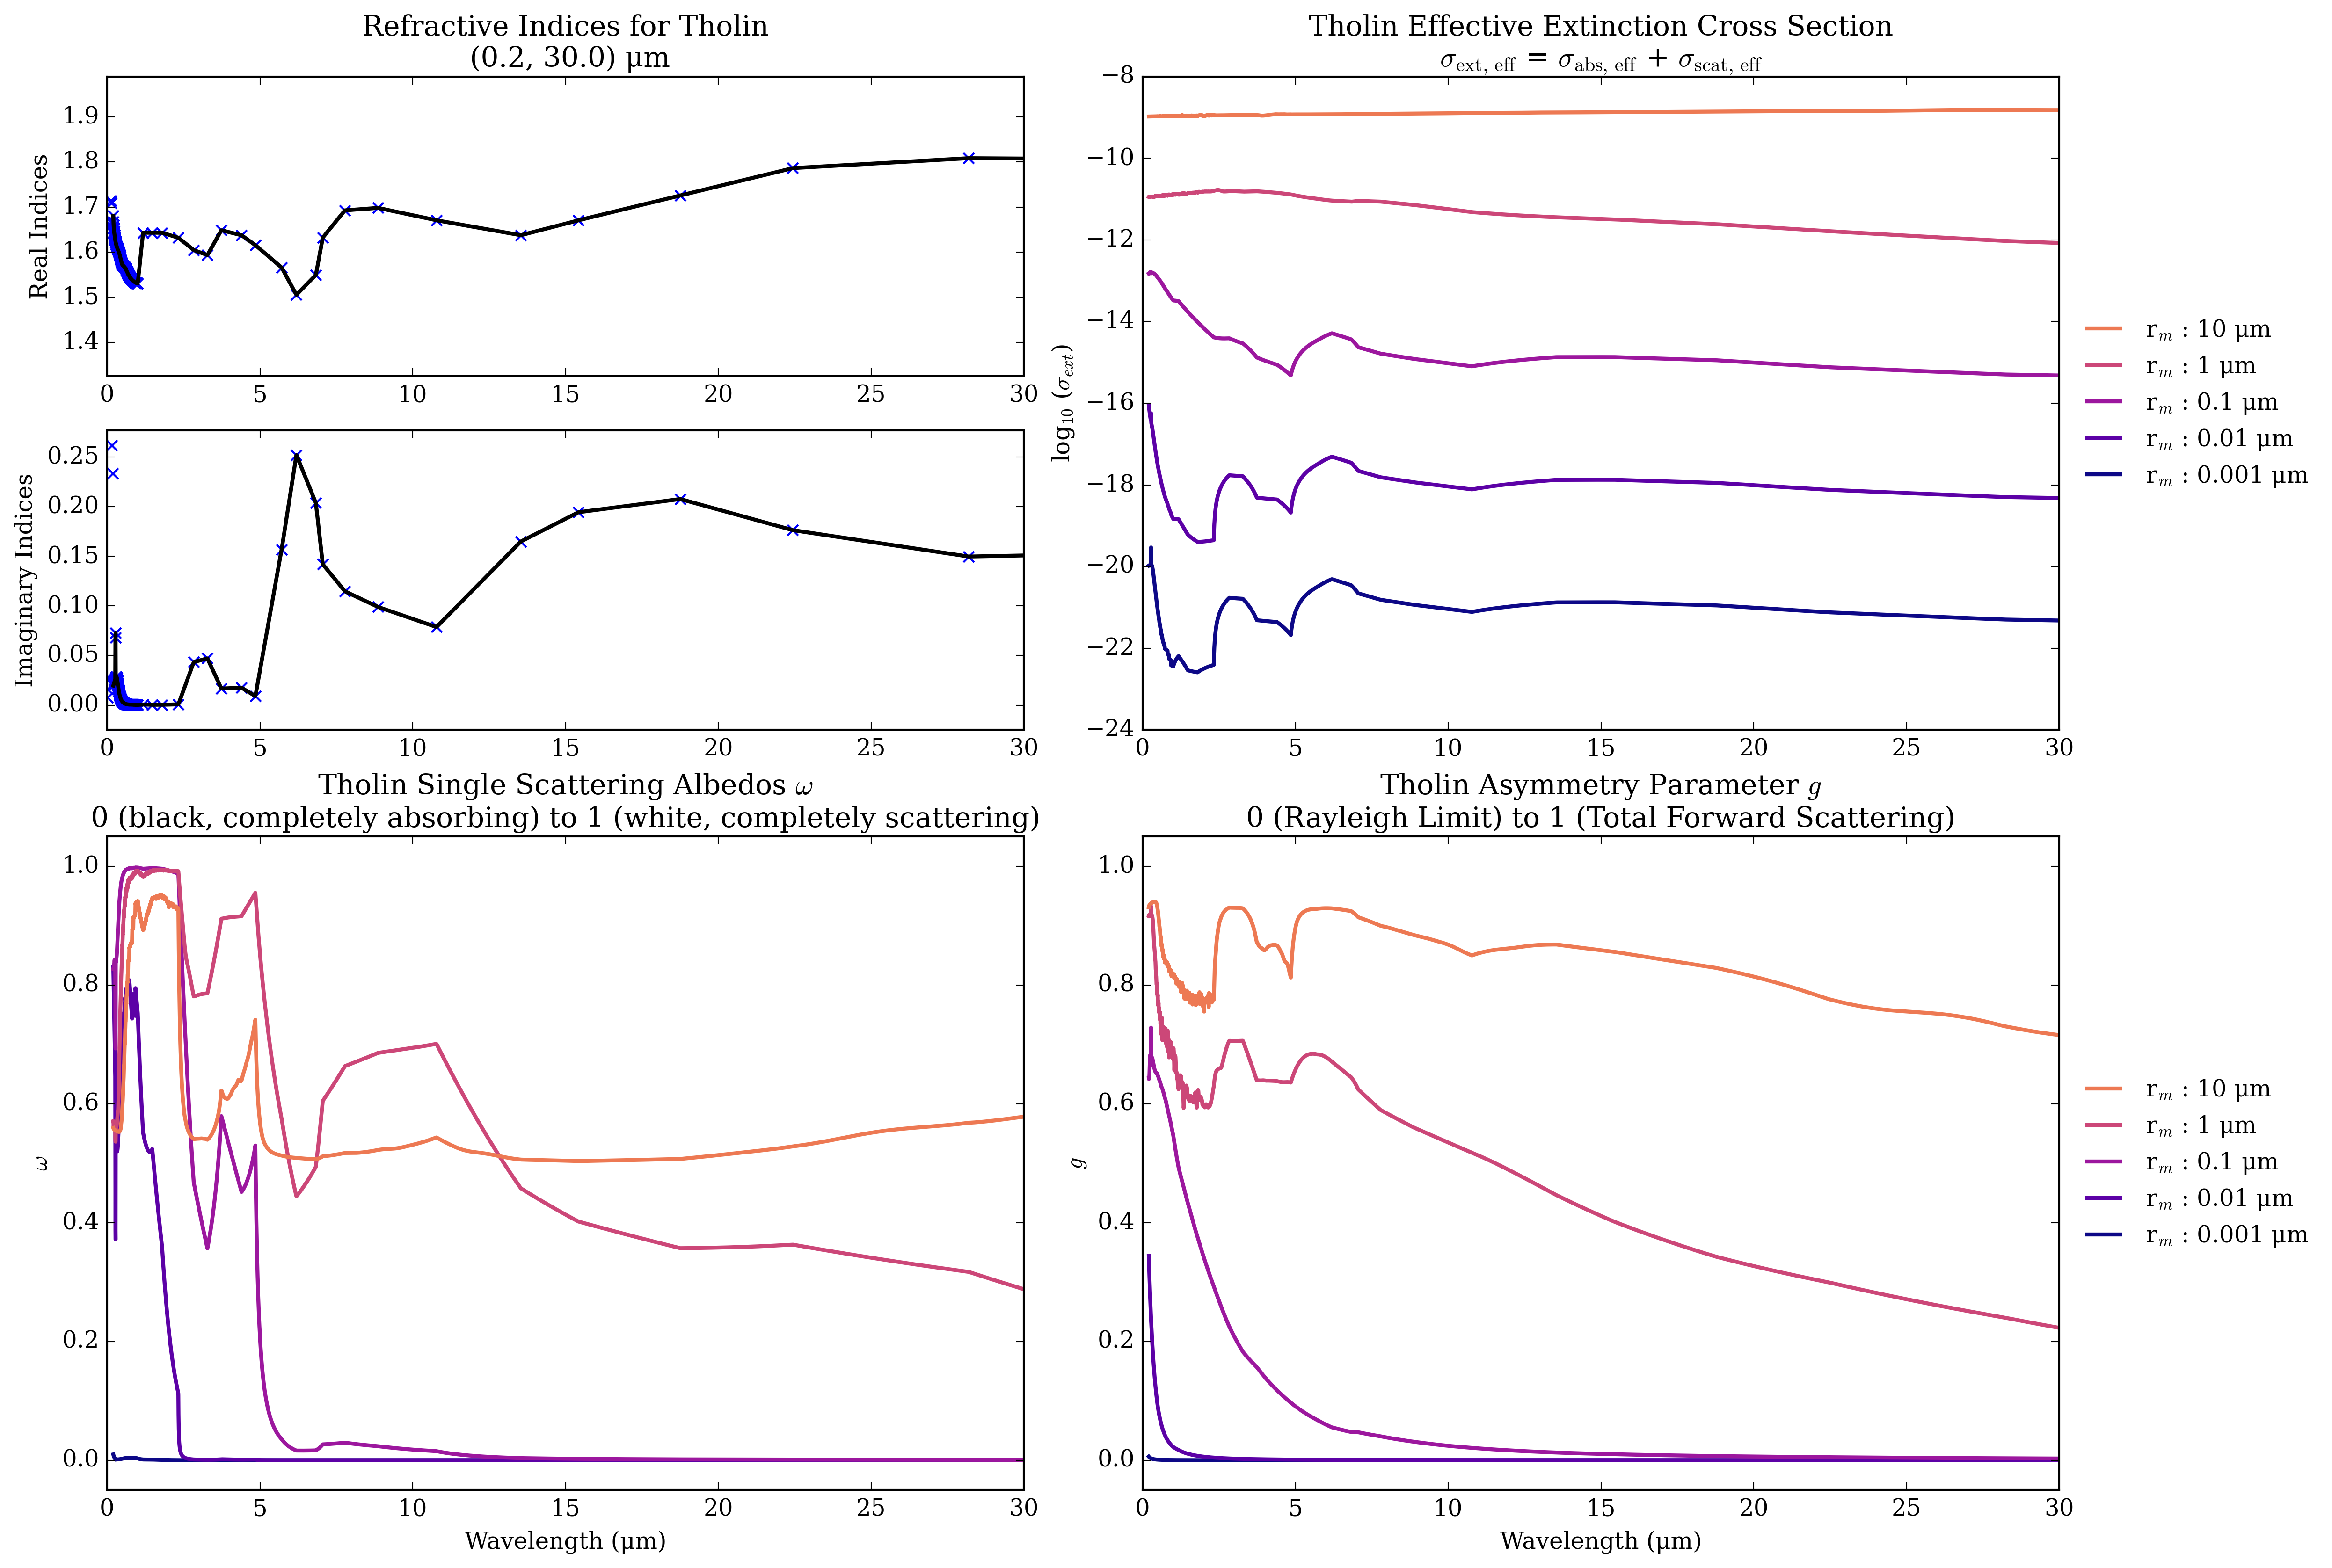 Refractive Indices for Tholin
(0.2, 30.0) μm
Real Indices
1.9
1.8
1.7
1.6
1.5
1.4
0 5 10 15 20 25 30
Imaginary Indices
0.25
0.20
0.15
0.10
0.05
0.00
0 5 10 15 20 25 30
Tholin Effective Extinction Cross Section
σext, eff = σabs, eff + σscat, eff
log10 (σext)
−8
−10
−12
−14
−16
−18
−20
−22
−24
0 5 10 15 20 25 30
rm : 10 μm
rm : 1 μm
rm : 0.1 μm
rm : 0.01 μm
rm : 0.001 μm
Tholin Single Scattering Albedos ω
0 (black, completely absorbing) to 1 (white, completely scattering)
ω
1.0
0.8
0.6
0.4
0.2
0.0
0 5 10 15 20 25 30
Wavelength (μm)
Tholin Asymmetry Parameter g
0 (Rayleigh Limit) to 1 (Total Forward Scattering)
g
1.0
0.8
0.6
0.4
0.2
0.0
0 5 10 15 20 25 30
Wavelength (μm)
rm : 10 μm
rm : 1 μm
rm : 0.1 μm
rm : 0.01 μm
rm : 0.001 μm